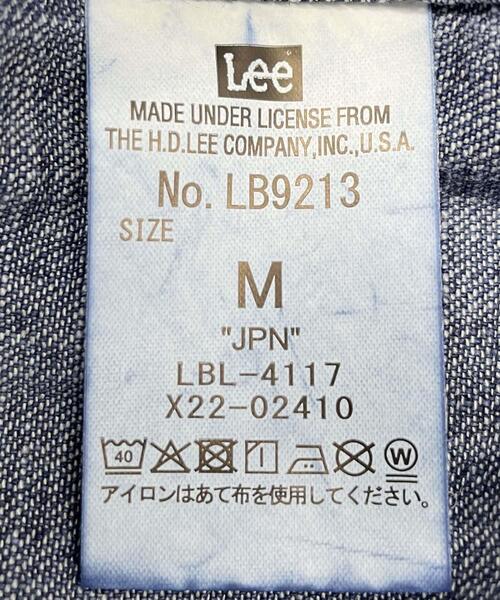 Lee
MADE UNDER LICENSE FROM
THE H.D.LEE COMPANY,INC.,U.S.A.
No. LB9213
SIZE
M
"JPN"
LBL-4117
X22-02410
40 W
アイロンはあて布を使用してください。